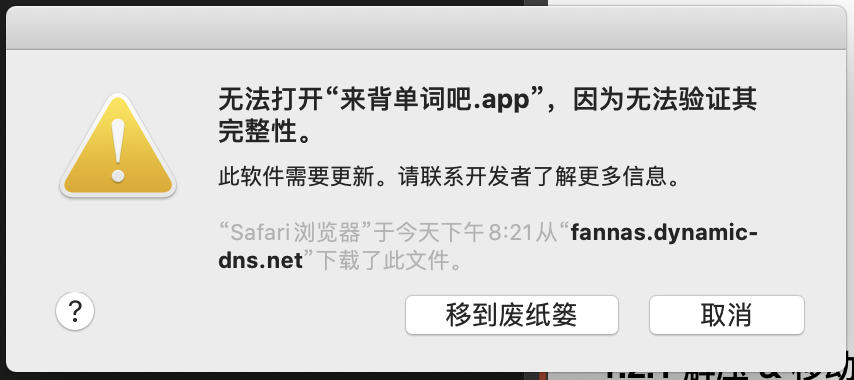 无法打开“来背单词吧.app”，因为无法验证其
完整性。
此软件需要更新。请联系开发者了解更多信息。
“Safari浏览器”于今天下午8:21从“fannas.dynamic-
dns.net”下载了此文件。
?
移到废纸篓
取消